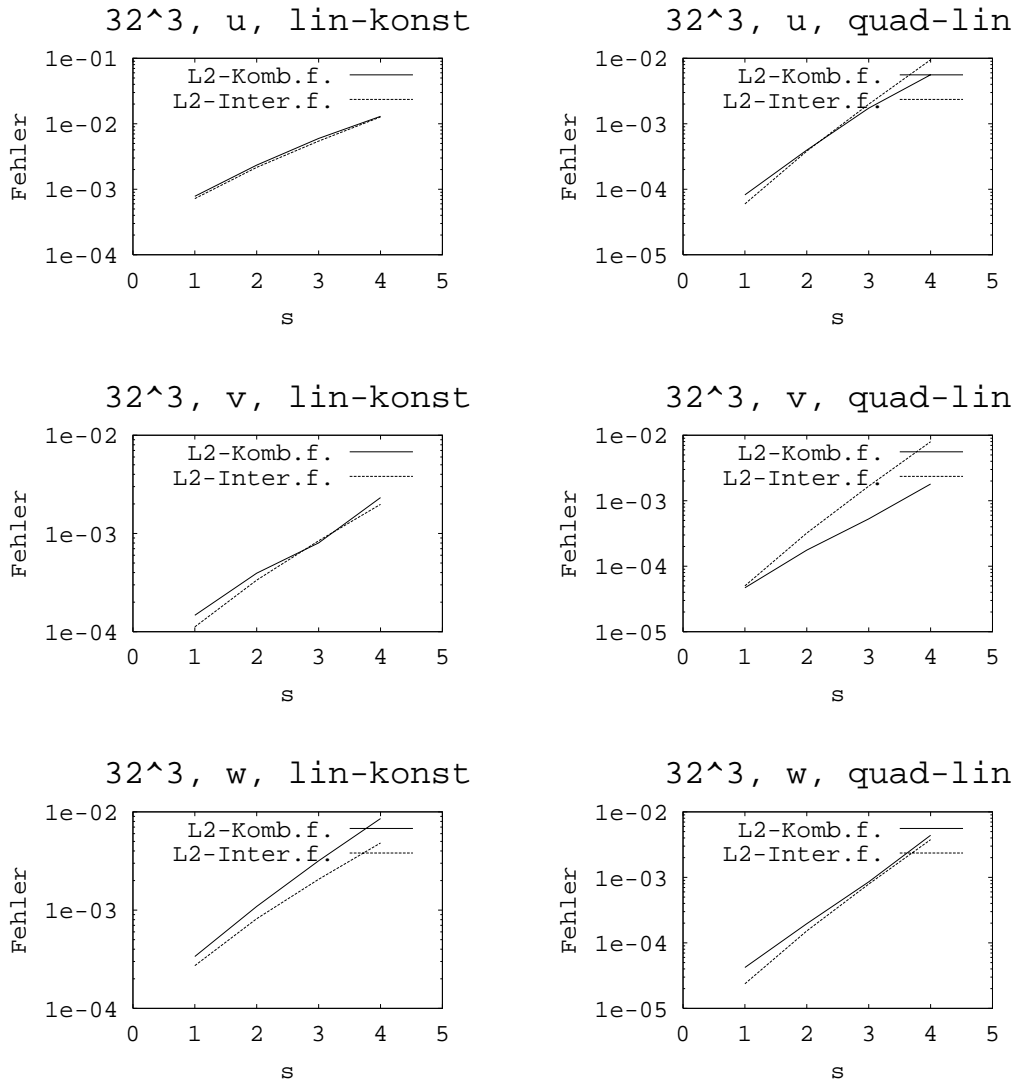 32^3, u, lin-konst
1e-01
1e-02
1e-03
1e-04
Fehler
L2-Komb.f.
L2-Inter.f.
0 1 2 3 4 5
s
32^3, u, quad-lin
1e-02
1e-03
1e-04
1e-05
Fehler
L2-Komb.f.
L2-Inter.f.
0 1 2 3 4 5
s
32^3, v, lin-konst
1e-02
1e-03
1e-04
Fehler
L2-Komb.f.
L2-Inter.f.
0 1 2 3 4 5
s
32^3, v, quad-lin
1e-02
1e-03
1e-04
1e-05
Fehler
L2-Komb.f.
L2-Inter.f.
0 1 2 3 4 5
s
32^3, w, lin-konst
1e-02
1e-03
1e-04
Fehler
L2-Komb.f.
L2-Inter.f.
0 1 2 3 4 5
s
32^3, w, quad-lin
1e-02
1e-03
1e-04
1e-05
Fehler
L2-Komb.f.
L2-Inter.f.
0 1 2 3 4 5
s